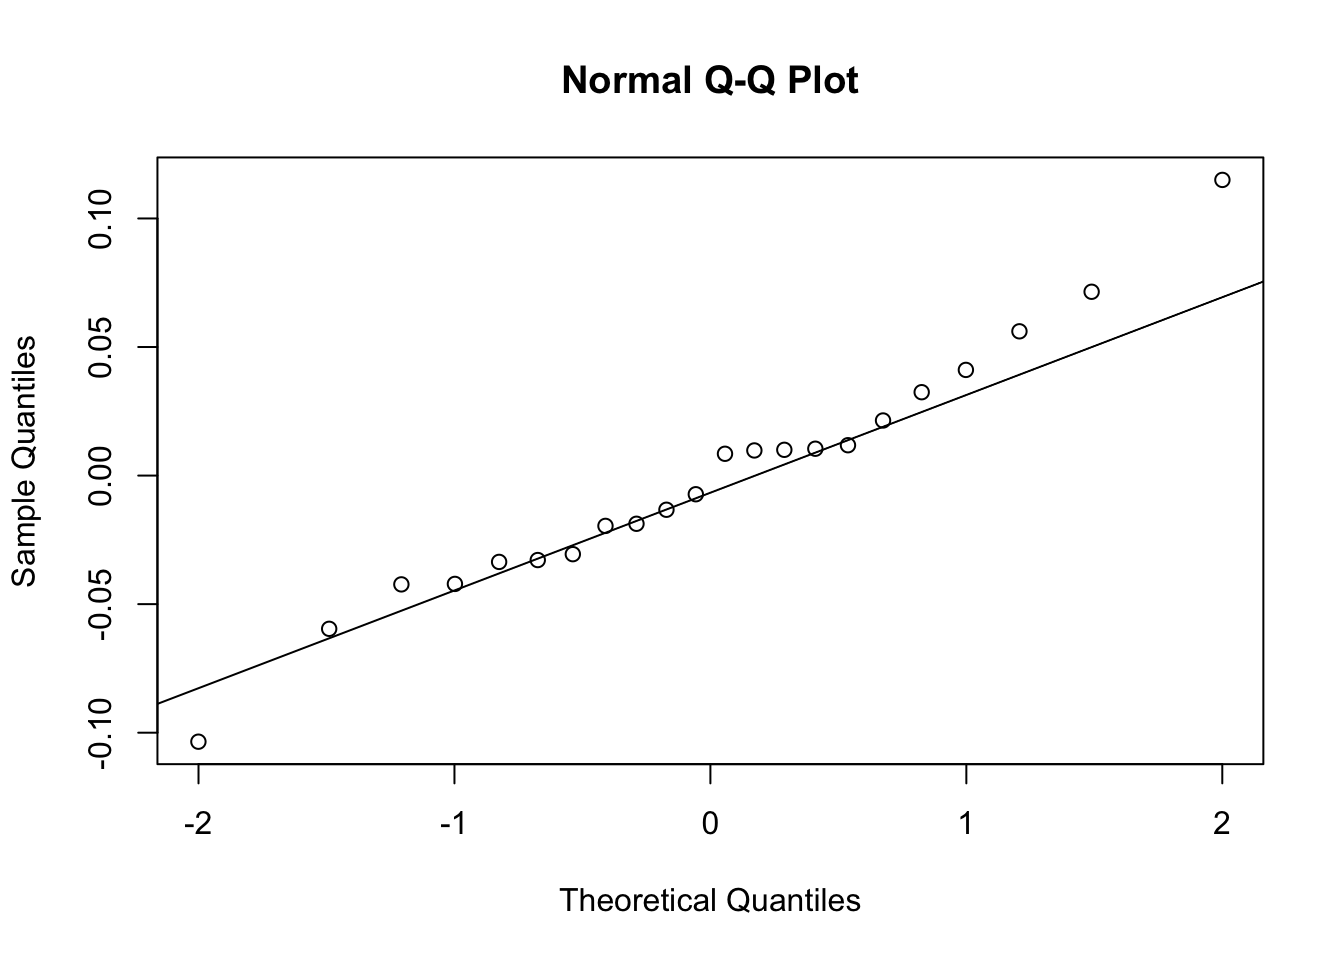 Normal Q-Q Plot
Sample Quantiles
0.10
0.05
0.00
-0.05
-0.10
-2 -1 0 1 2
Theoretical Quantiles